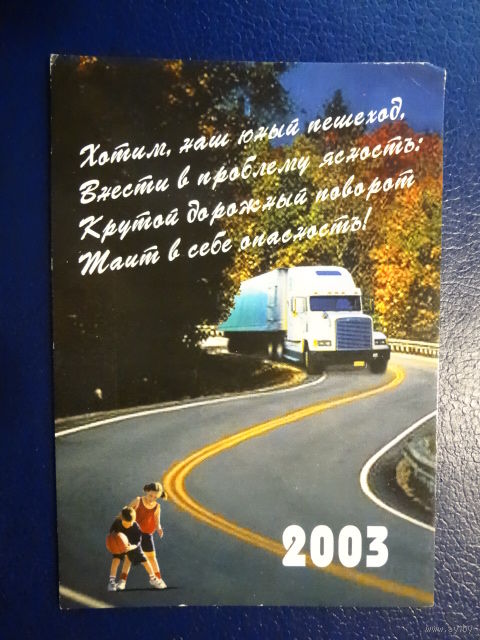 Хотим, наш юный пешеход,
Внести в проблему ясность:
Крутой дорожный поворот
Таит в себе опасность!
2003